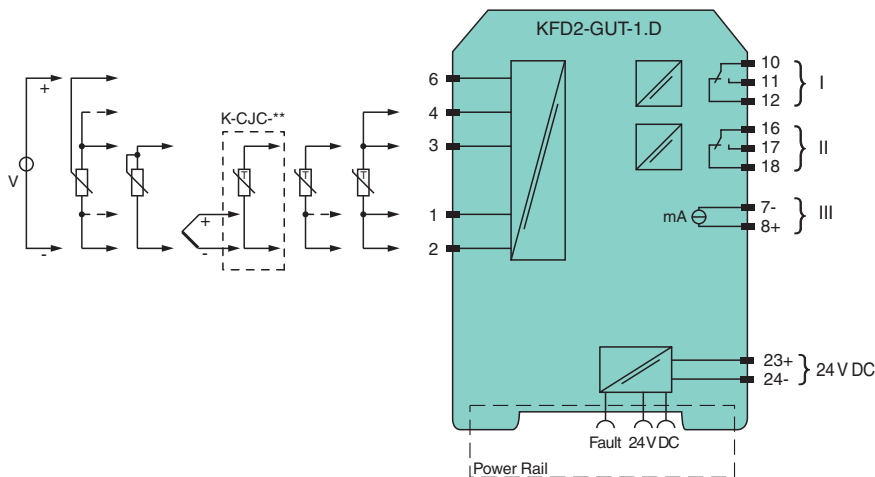 KFD2-GUT-1.D
+
V
-
K-CJC-**
T
T
T
+
-
6
4
3
1
2
10
11
12
I
16
17
18
II
mA
7-
8+
III
23+
24-
24 V DC
Fault 24 V DC
Power Rail